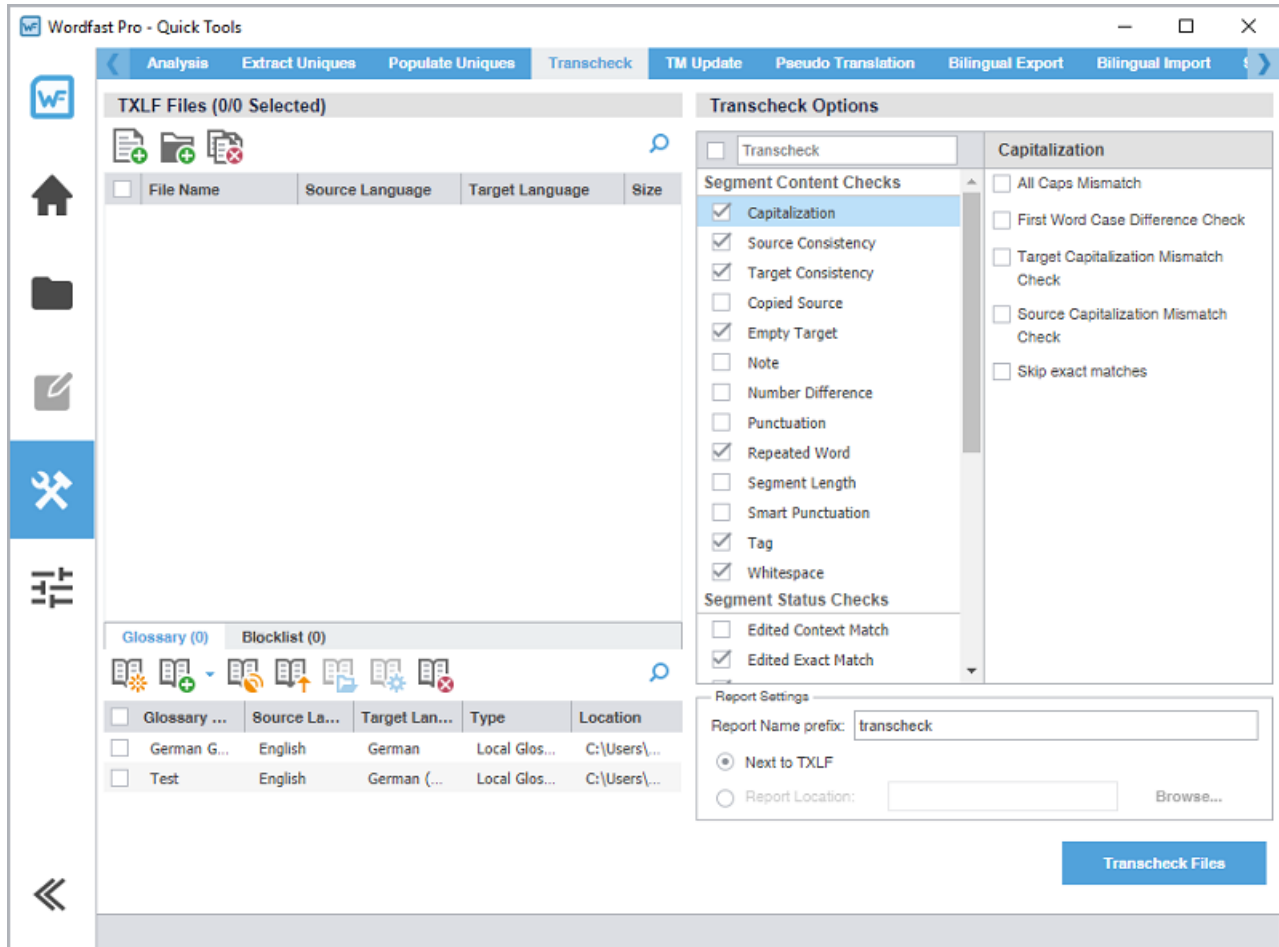 Wordfast Pro - Quick Tools
Analysis Extract Uniques Populate Uniques Transcheck TM Update Pseudo Translation Bilingual Export Bilingual Import
WF
TXLF Files (0/0 Selected)
File Name Source Language Target Language Size
Glossary (0) Blocklist (0)
Glossary ... Source La... Target Lan... Type Location
German G... English German Local Glos... C:\Users\...
Test English German (... Local Glos... C:\Users\...
Transcheck Options
Transcheck
Segment Content Checks
Capitalization
Source Consistency
Target Consistency
Copied Source
Empty Target
Note
Number Difference
Punctuation
Repeated Word
Segment Length
Smart Punctuation
Tag
Whitespace
Segment Status Checks
Edited Context Match
Edited Exact Match
Capitalization
All Caps Mismatch
First Word Case Difference Check
Target Capitalization Mismatch
Check
Source Capitalization Mismatch
Check
Skip exact matches
Report Settings
Report Name prefix: transcheck
Next to TXLF
Report Location: Browse...
Transcheck Files